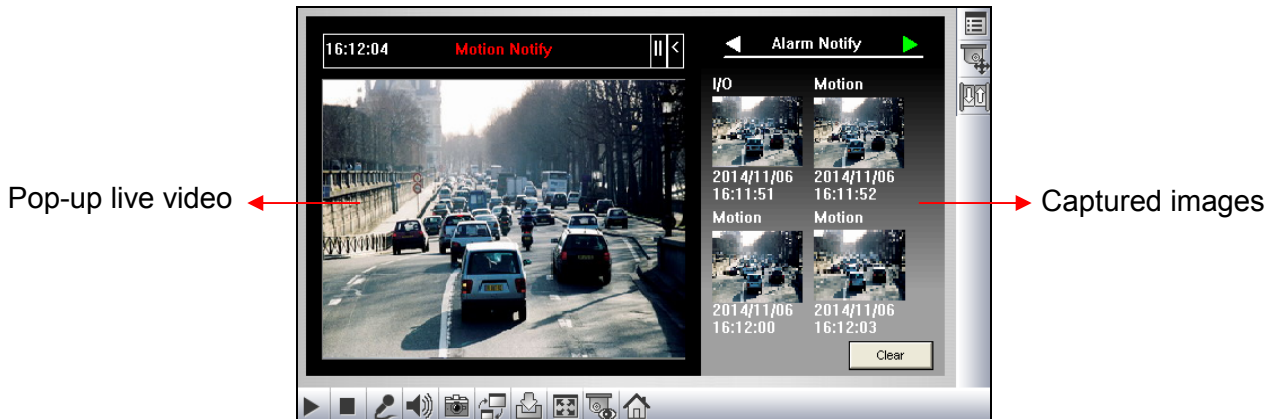 16:12:04 Motion Notify
Alarm Notify
I/O Motion
2014/11/06 2014/11/06
16:11:51 16:11:52
Motion Motion
2014/11/06 2014/11/06
16:12:00 16:12:03
Clear
Pop-up live video
Captured images